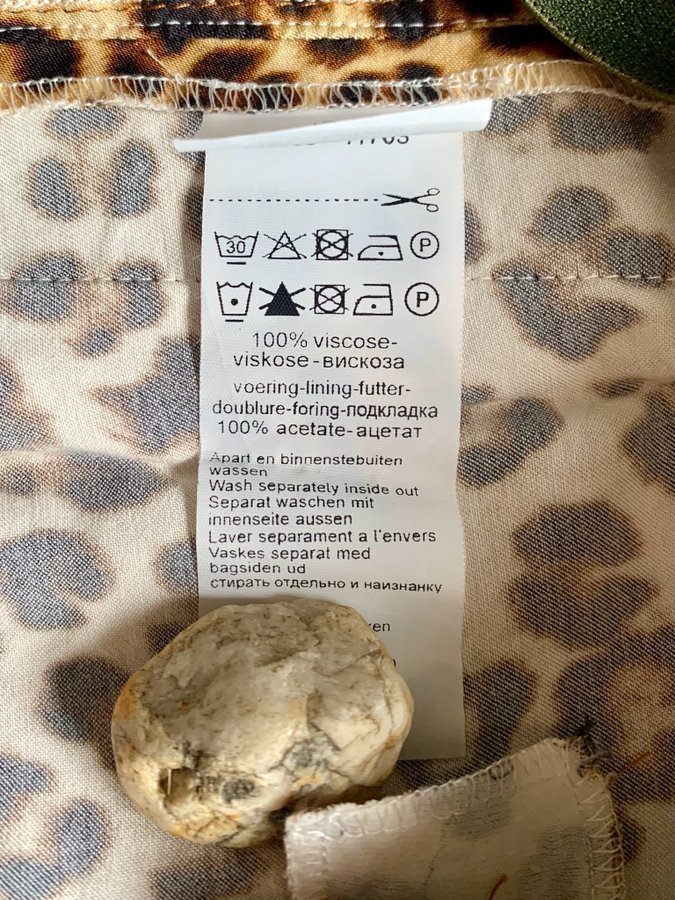 30 P
P
100% viscose-
viskose-вискоза
voering-lining-futter-
doublure-foring-подкладка
100% acetate-ацетат
Apart en binnenstebuiten
wassen
Wash separately inside out
Separat waschen mit
innenseite aussen
Laver separament a l'envers
Vaskes separat med
bagsiden ud
стирать отдельно и наизнанку